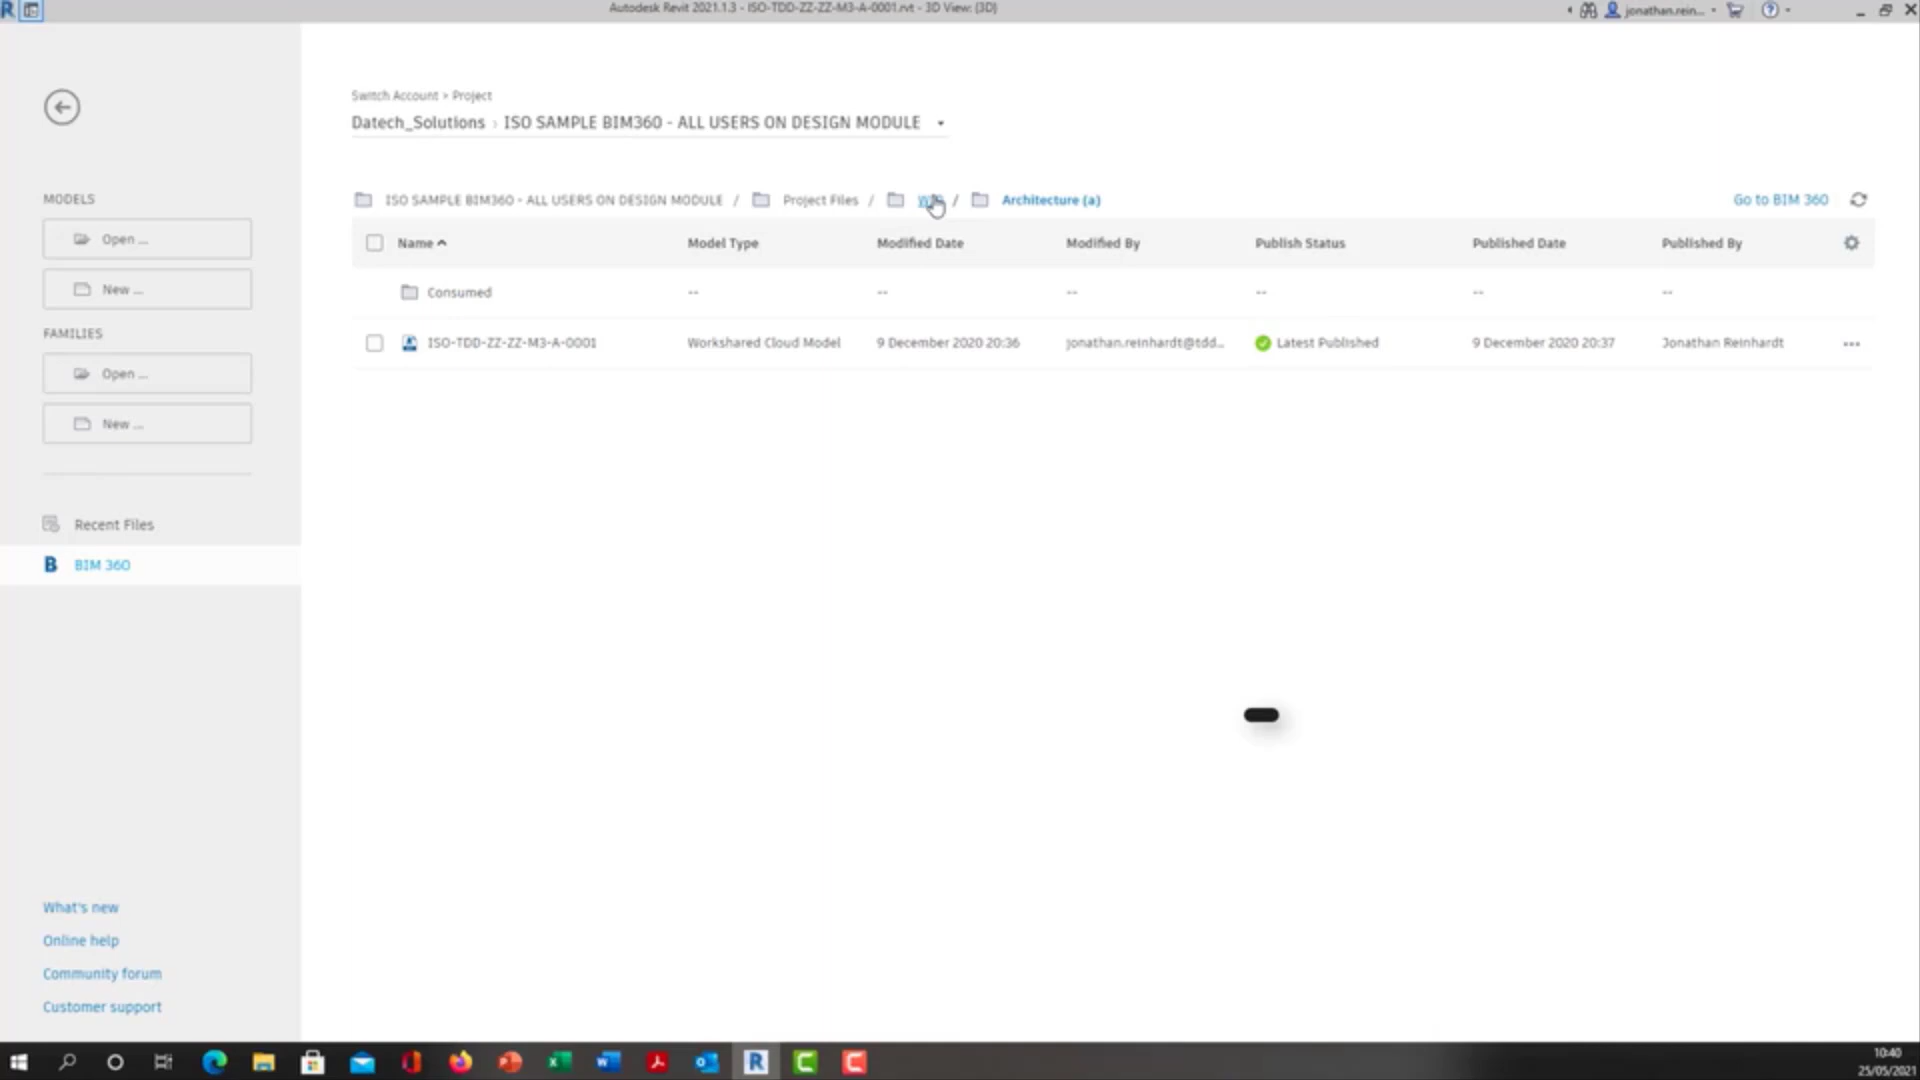 Autodesk Revit 2021.1.3 - ISO-TDD-ZZ-ZZ-M3-A-0001.rvt - 3D View: {3D}
jonathan.rein...
Switch Account > Project
Datech_Solutions › ISO SAMPLE BIM360 - ALL USERS ON DESIGN MODULE
MODELS
Open ...
New ...
FAMILIES
Open ...
New ...
Recent Files
B BIM 360
What's new
Online help
Community forum
Customer support
ISO SAMPLE BIM360 - ALL USERS ON DESIGN MODULE / Project Files / / Architecture (a)
Go to BIM 360
Name Model Type Modified Date Modified By Publish Status Published Date Published By
Consumed -- -- -- -- -- --
ISO-TDD-ZZ-ZZ-M3-A-0001 Workshared Cloud Model 9 December 2020 20:36 jonathan.reinhardt@tdd... Latest Published 9 December 2020 20:37 Jonathan Reinhardt ...
10:40
25/05/2021